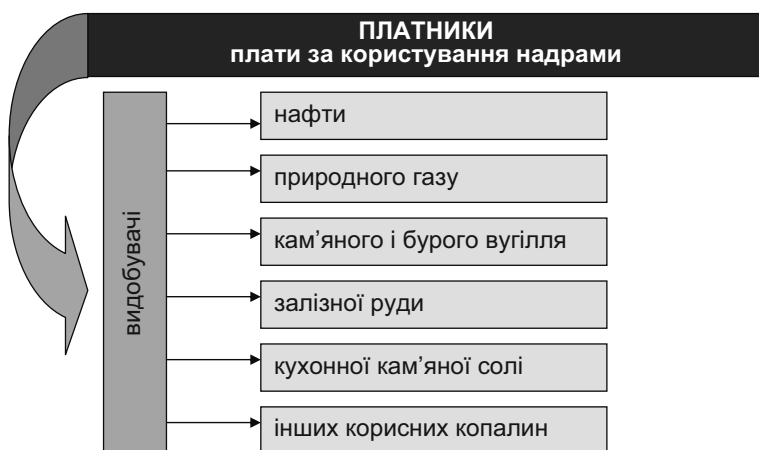 ПЛАТНИКИ
плати за користування надрами
видобувачі
нафти
природного газу
кам’яного і бурого вугілля
залізної руди
кухонної кам’яної солі
інших корисних копалин